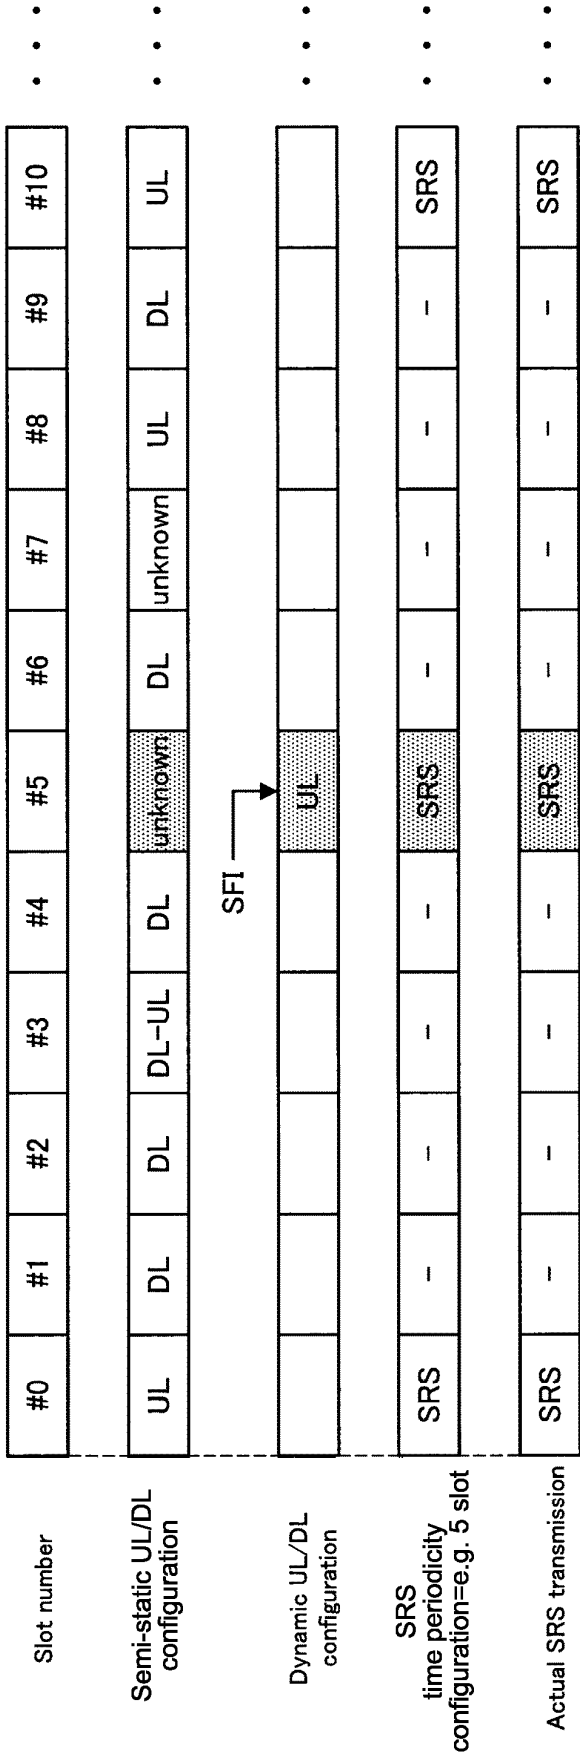 Slot number #0 #1 #2 #3 #4 #5 #6 #7 #8 #9 #10 • • •
Semi-static UL/DL
configuration
UL DL DL DL-UL DL unknown DL unknown UL DL UL • • •
SFI
Dynamic UL/DL
configuration
UL • • •
SRS
time periodicity
configuration=e.g. 5 slot
SRS - - - - SRS - - - - SRS • • •
Actual SRS transmission SRS - - - - SRS - - - - SRS • • •